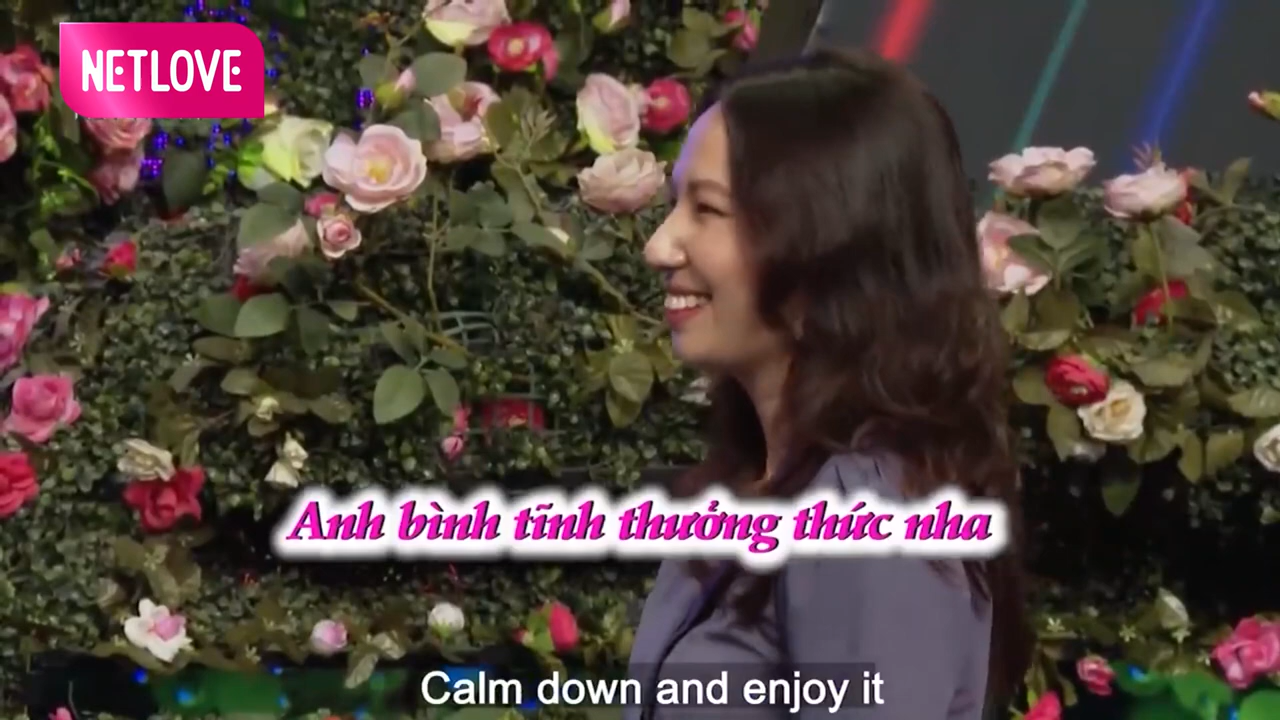 NETLOVE
Anh bình tĩnh thưởng thức nha
Calm down and enjoy it